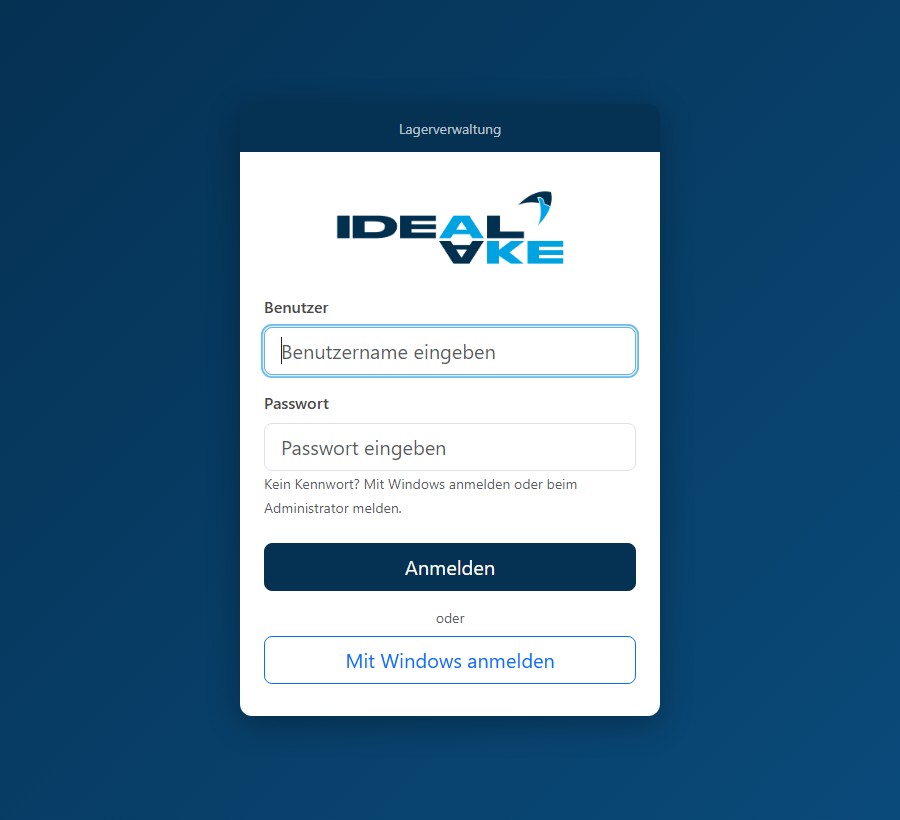 Lagerverwaltung
IDEAL
AKE
Benutzer
Benutzername eingeben
Passwort
Passwort eingeben
Kein Kennwort? Mit Windows anmelden oder beim
Administrator melden.
Anmelden
oder
Mit Windows anmelden